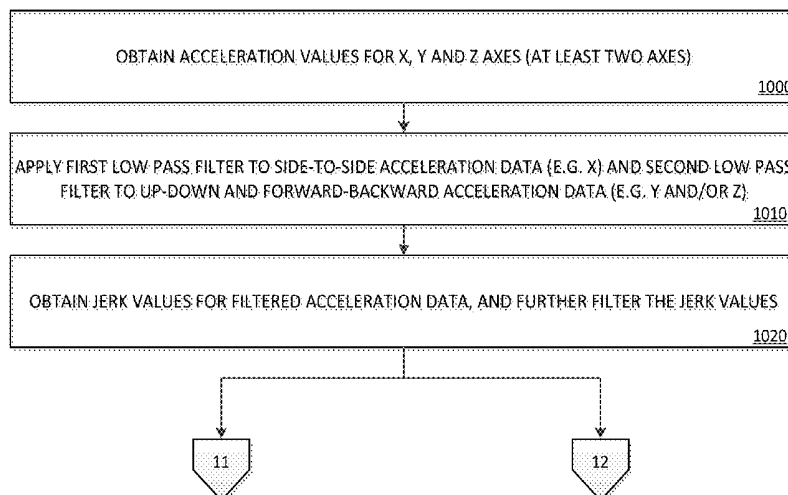 OBTAIN ACCELERATION VALUES FOR X, Y AND Z AXES (AT LEAST TWO AXES)
1000
APPLY FIRST LOW PASS FILTER TO SIDE-TO-SIDE ACCELERATION DATA (E.G. X) AND SECOND LOW PASS
FILTER TO UP-DOWN AND FORWARD-BACKWARD ACCELERATION DATA (E.G. Y AND/OR Z)
1010
OBTAIN JERK VALUES FOR FILTERED ACCELERATION DATA, AND FURTHER FILTER THE JERK VALUES
1020
11
12